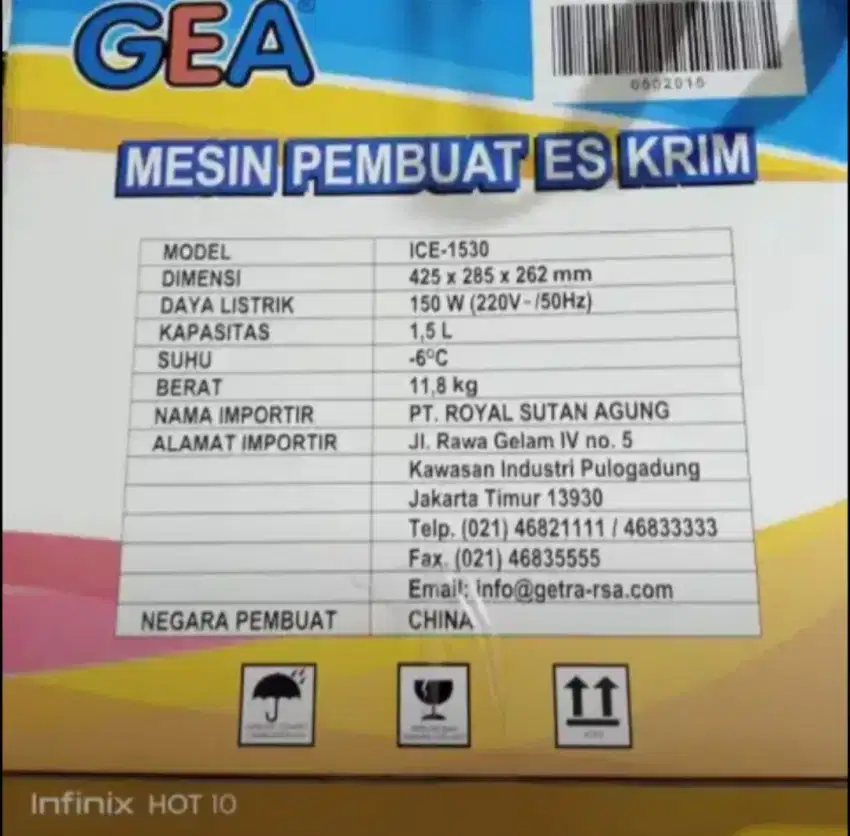 GEA®
0602016
MESIN PEMBUAT ES KRIM
MODEL ICE-1530
DIMENSI 425 x 285 x 262 mm
DAYA LISTRIK 150 W (220V~/50Hz)
KAPASITAS 1,5 L
SUHU -6°C
BERAT 11,8 kg
NAMA IMPORTIR PT. ROYAL SUTAN AGUNG
ALAMAT IMPORTIR Jl. Rawa Gelam IV no. 5
Kawasan Industri Pulogadung
Jakarta Timur 13930
Telp. (021) 46821111 / 46833333
Fax. (021) 46835555
Email: info@getra-rsa.com
NEGARA PEMBUAT CHINA
Infinix HOT 10